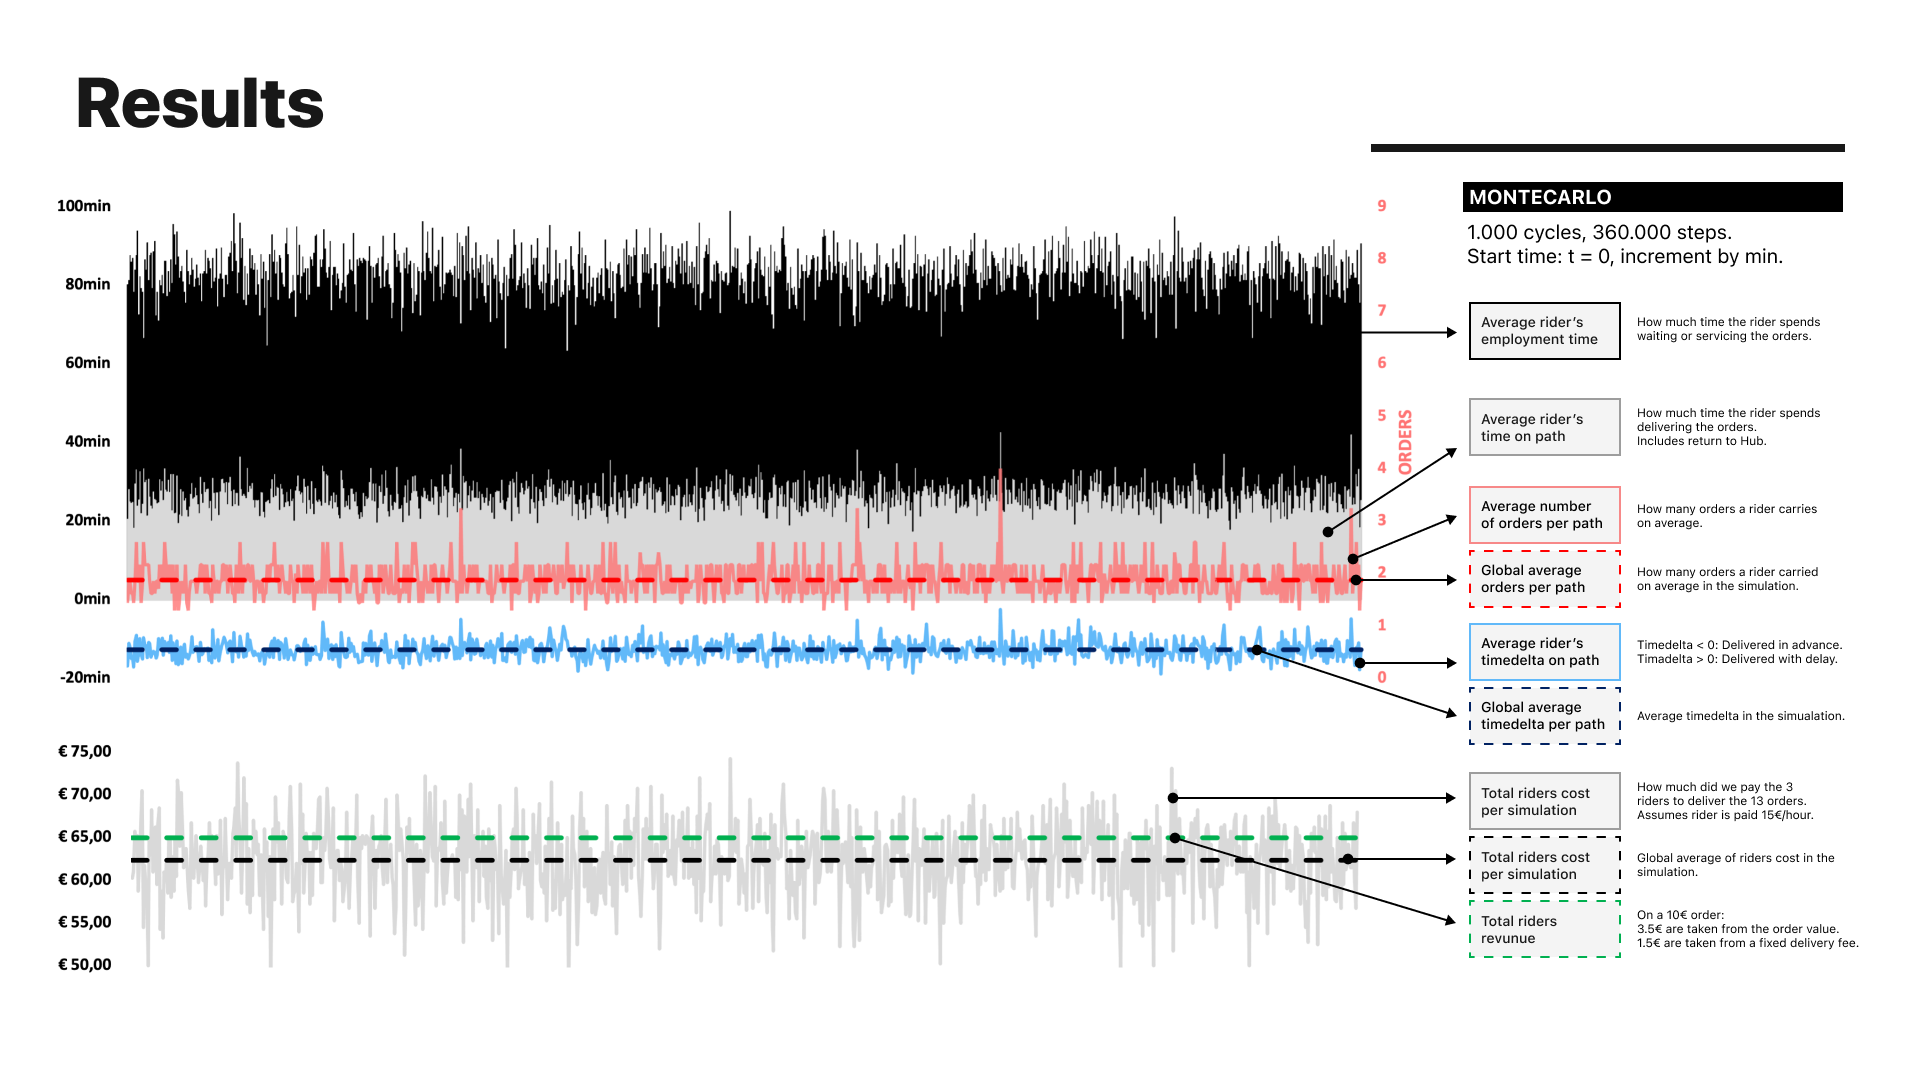 Results
100min
80min
60min
40min
20min
0min
-20min
9
8
7
6
5
4
3
2
1
0
ORDERS
€ 75,00
€ 70,00
€ 65,00
€ 60,00
€ 55,00
€ 50,00
MONTECARLO
1.000 cycles, 360.000 steps.
Start time: t = 0, increment by min.
Average rider’s
employment time
How much time the rider spends
waiting or servicing the orders.
Average rider’s
time on path
How much time the rider spends
delivering the orders.
Includes return to Hub.
Average number
of orders per path
How many orders a rider carries
on average.
Global average
orders per path
How many orders a rider carried
on average in the simulation.
Average rider’s
timedelta on path
Timedelta < 0: Delivered in advance.
Timadelta > 0: Delivered with delay.
Global average
timedelta per path
Average timedelta in the simualation.
Total riders cost
per simulation
How much did we pay the 3
riders to deliver the 13 orders.
Assumes rider is paid 15€/hour.
Total riders cost
per simulation
Global average of riders cost in the
simulation.
Total riders
revunue
On a 10€ order:
3.5€ are taken from the order value.
1.5€ are taken from a fixed delivery fee.